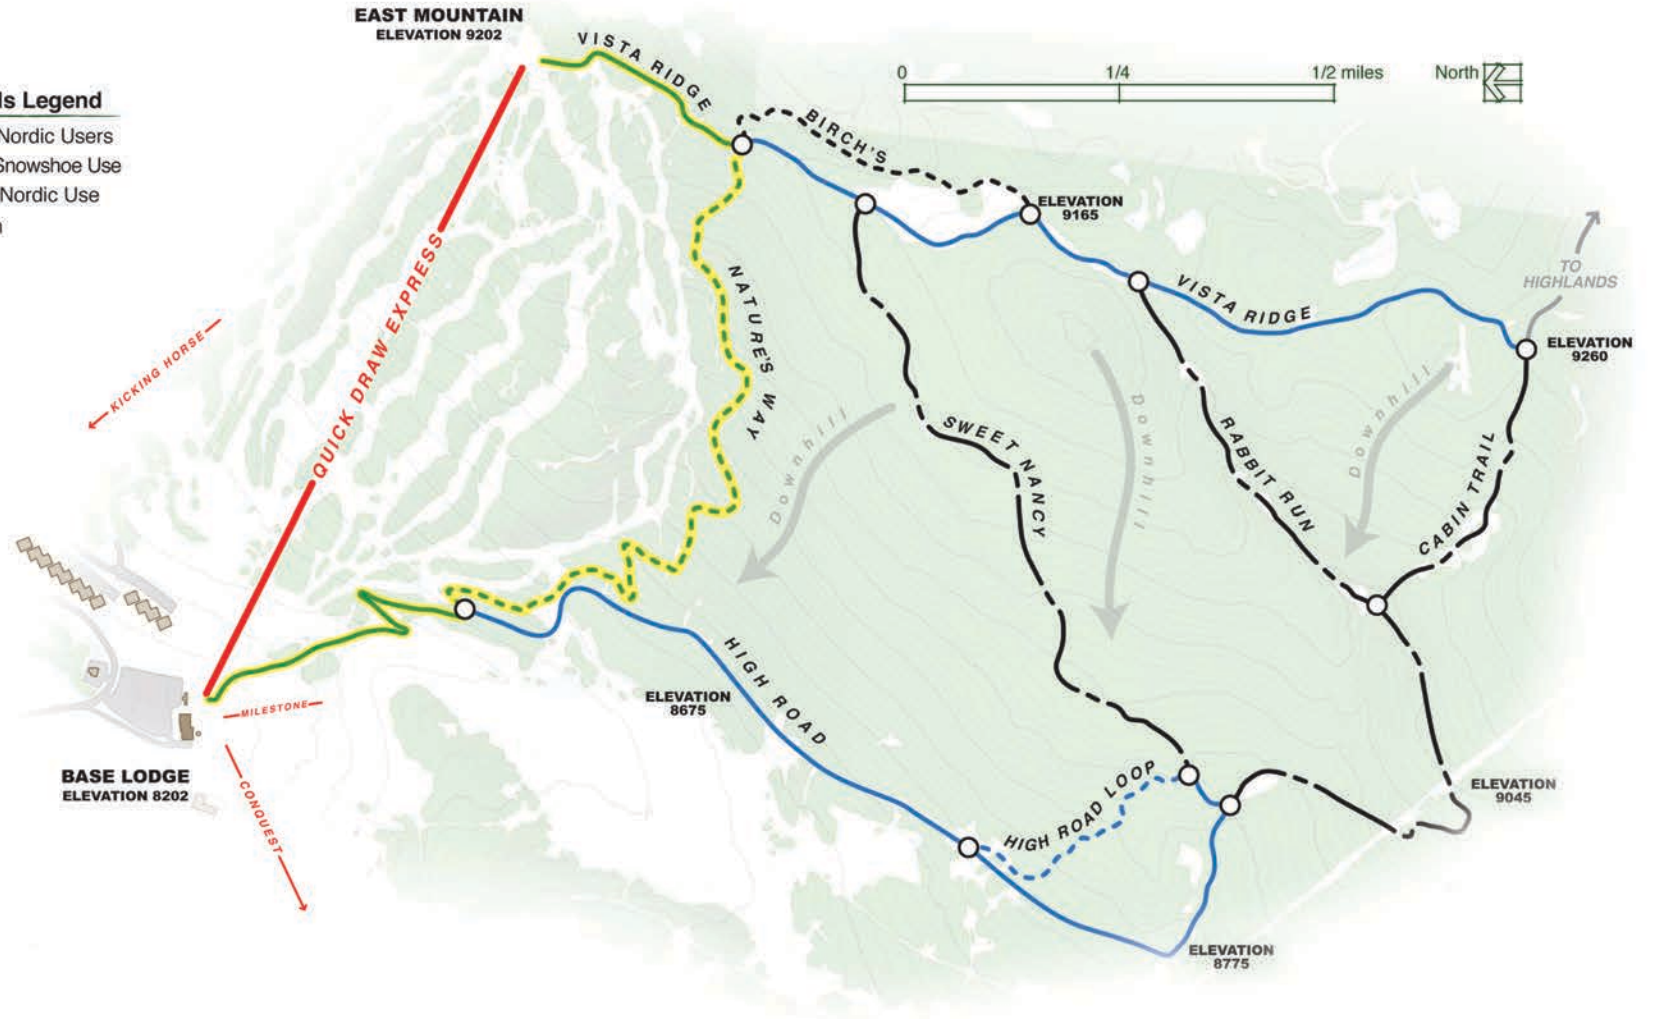 EAST MOUNTAIN
ELEVATION 9202
ls Legend
Nordic Users
Snowshoe Use
Nordic Use
VISTA RIDGE
BIRCH'S
0 1/4 1/2 miles
North
ELEVATION
9165
TO
HIGHLANDS
VISTA RIDGE
ELEVATION
9260
NATURE'S WAY
KICKING HORSE
QUICK DRAW EXPRESS
Downhill
Downhill
Downhill
SWEET NANCY
RABBIT RUN
CABIN TRAIL
HIGH ROAD
ELEVATION
8675
MILESTONE
BASE LODGE
ELEVATION 8202
CONQUEST
HIGH ROAD LOOP
ELEVATION
9045
ELEVATION
8775